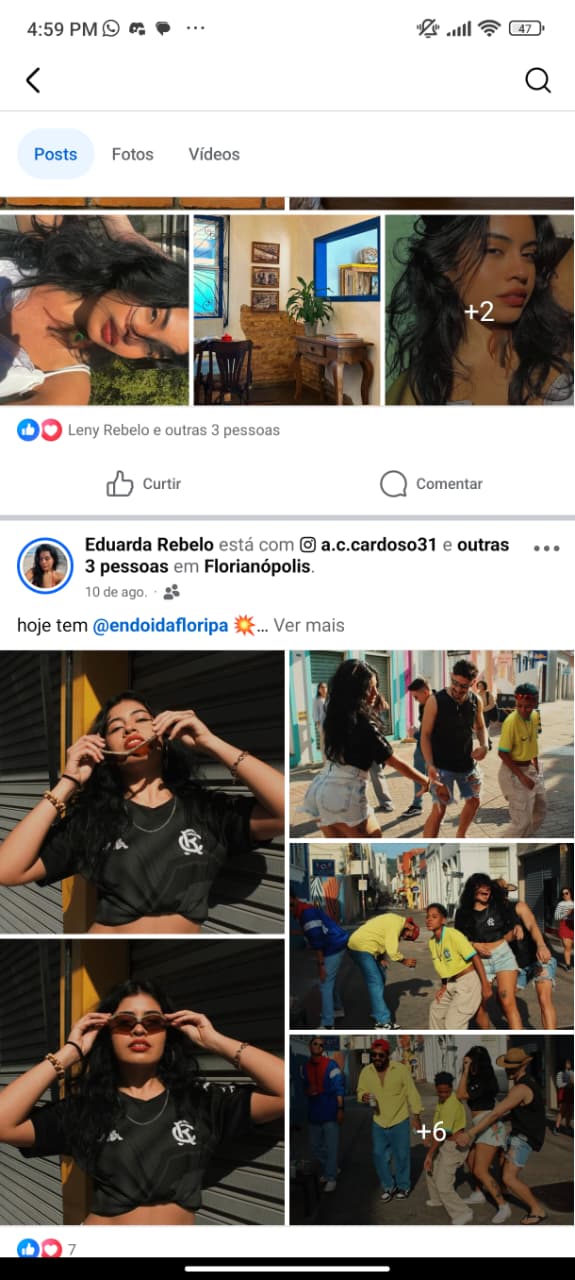 4:59 PM
47
Posts Fotos Vídeos
+2
Leny Rebelo e outras 3 pessoas
Curtir Comentar
Eduarda Rebelo está com a.c.cardoso31 e outras
3 pessoas em Florianópolis.
10 de ago. ·
hoje tem @endoidafloripa 💥... Ver mais
+6
7